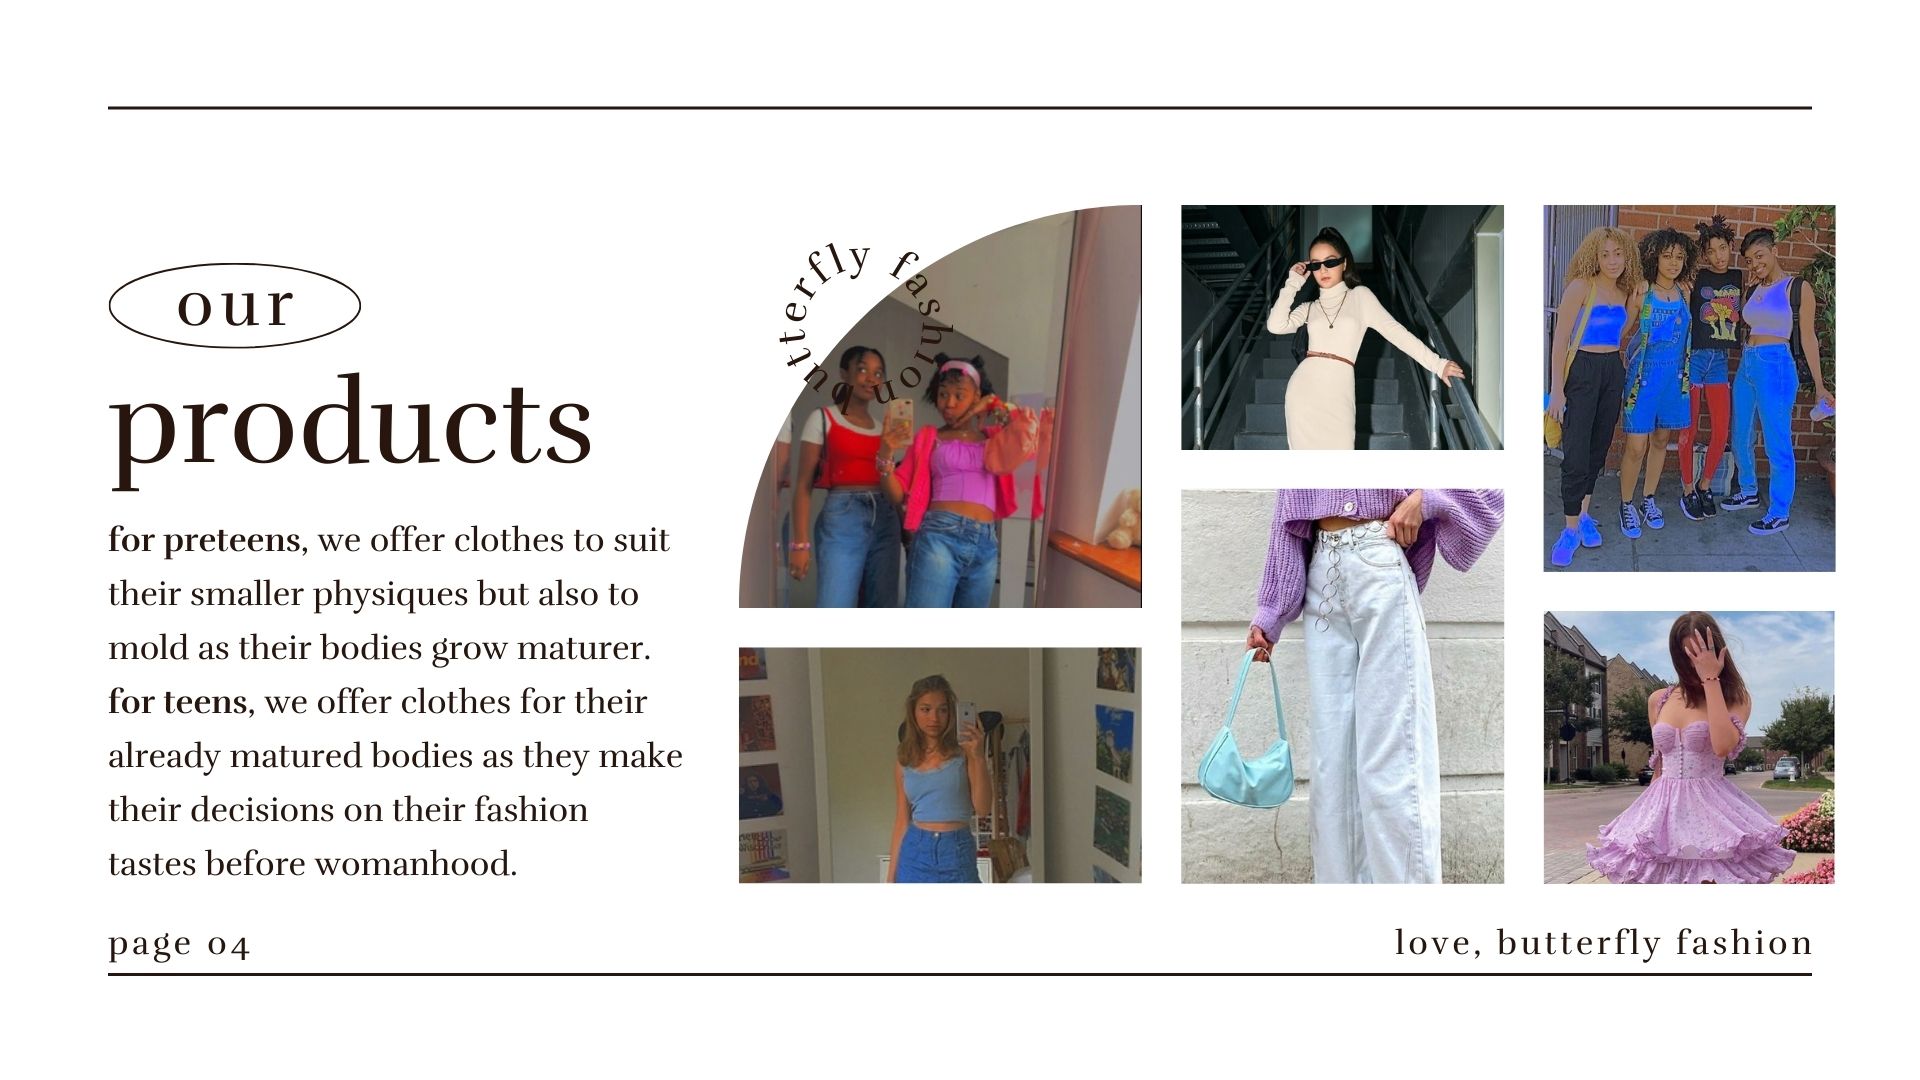 our
products
for preteens, we offer clothes to suit
their smaller physiques but also to
mold as their bodies grow maturer.
for teens, we offer clothes for their
already matured bodies as they make
their decisions on their fashion
tastes before womanhood.
butterfly fashion
page 04
love, butterfly fashion